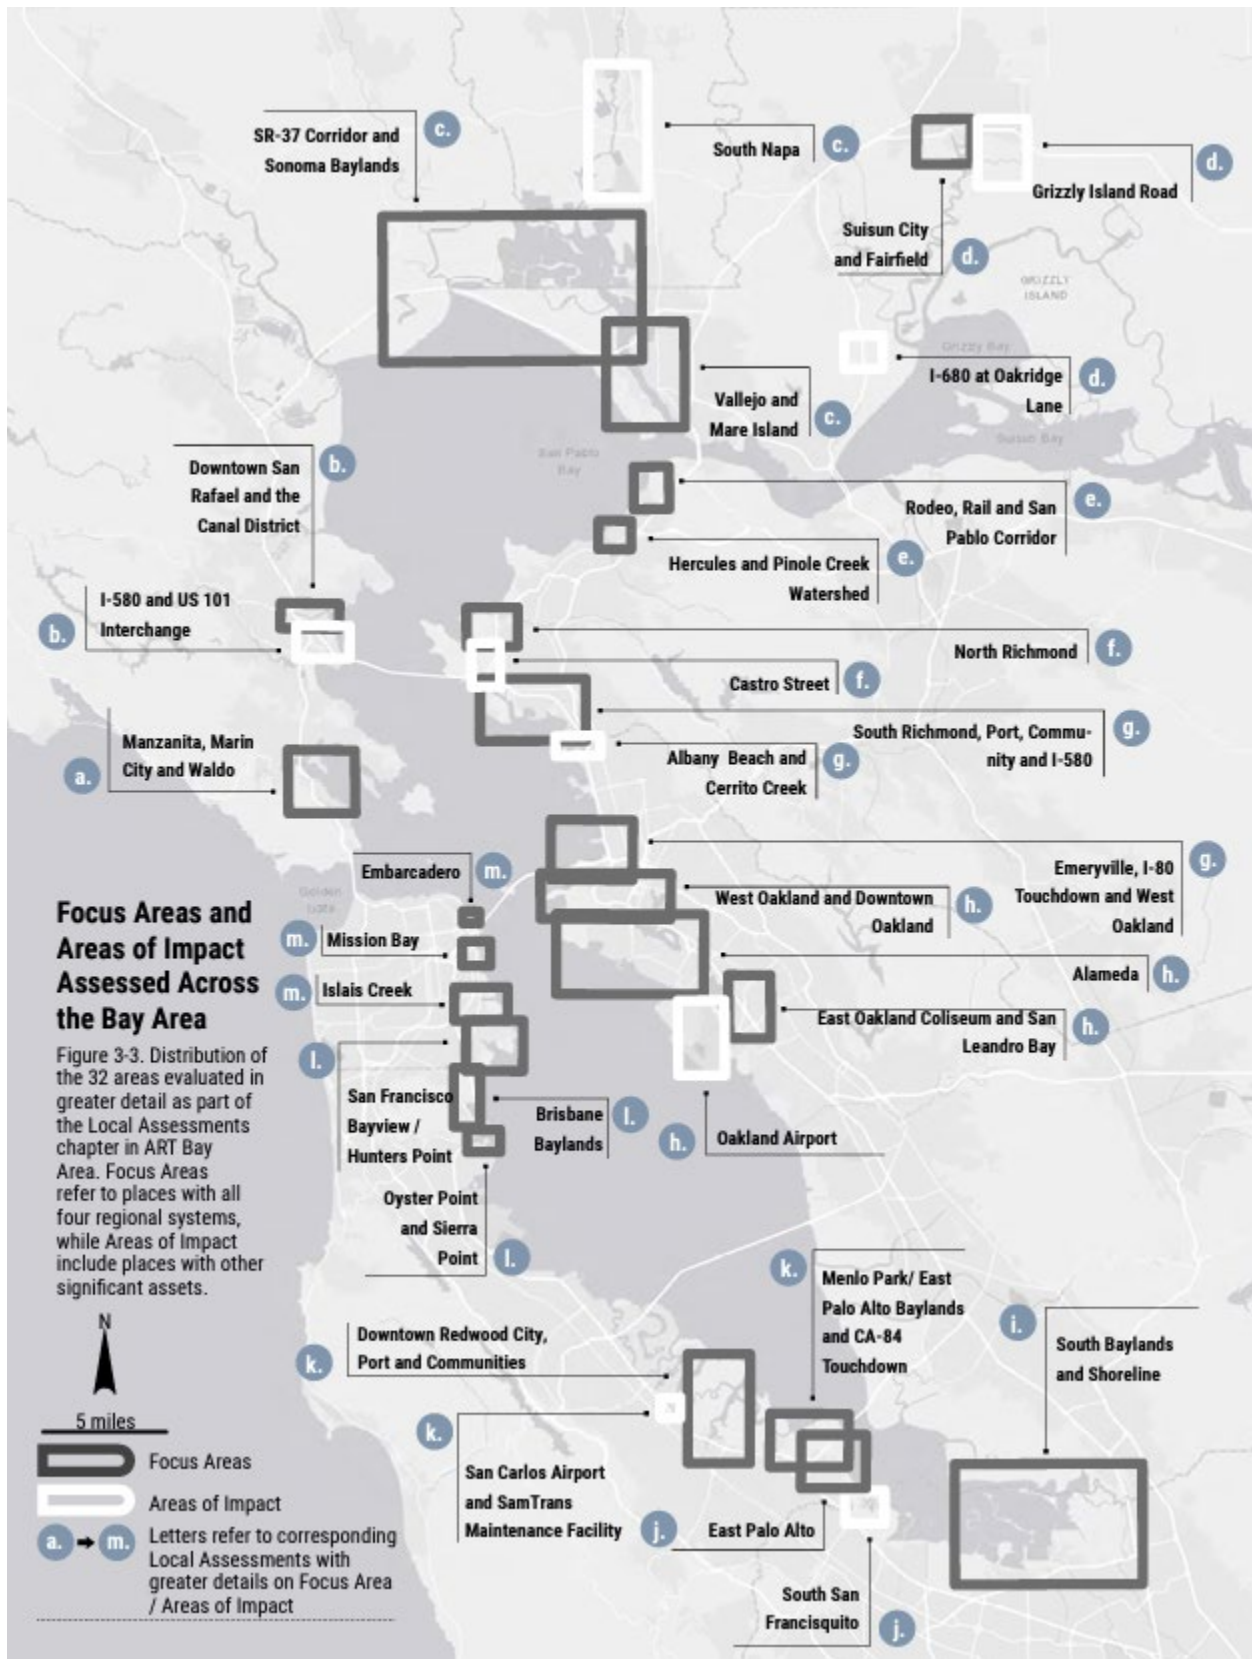 SR-37 Corridor and
Sonoma Baylands
c.
South Napa
c.
Grizzly Island Road
d.
Suisun City
and Fairfield
d.
GRIZZLY
ISLAND
Grizzly Bay
I-680 at Oakridge
Lane
d.
Suisun Bay
Vallejo and
Mare Island
c.
San Pablo
Bay
Downtown San
Rafael and the
Canal District
b.
Rodeo, Rail and San
Pablo Corridor
e.
Hercules and Pinole Creek
Watershed
e.
I-580 and US 101
Interchange
b.
North Richmond
f.
Castro Street
f.
South Richmond, Port, Commu-
nity and I-580
g.
Albany Beach and
Cerrito Creek
g.
Manzanita, Marin
City and Waldo
a.
Embarcadero
m.
Emeryville, I-80
Touchdown and West
Oakland
g.
West Oakland and Downtown
Oakland
h.
Golden
Gate
Mission Bay
m.
Alameda
h.
Islais Creek
m.
East Oakland Coliseum and San
Leandro Bay
h.
l.
San Francisco
Bayview /
Hunters Point
Brisbane
Baylands
l.
Oakland Airport
h.
Oyster Point
and Sierra
Point
l.
Focus Areas and
Areas of Impact
Assessed Across
the Bay Area
Figure 3-3. Distribution of
the 32 areas evaluated in
greater detail as part of
the Local Assessments
chapter in ART Bay
Area. Focus Areas
refer to places with all
four regional systems,
while Areas of Impact
include places with other
significant assets.
k.
Menlo Park/ East
Palo Alto Baylands
and CA-84
Touchdown
i.
South Baylands
and Shoreline
k.
Downtown Redwood City,
Port and Communities
k.
San Carlos Airport
and SamTrans
Maintenance Facility
j.
East Palo Alto
South San
Francisquito
j.
N
5 miles
Focus Areas
Areas of Impact
a. m.
Letters refer to corresponding
Local Assessments with
greater details on Focus Area
/ Areas of Impact